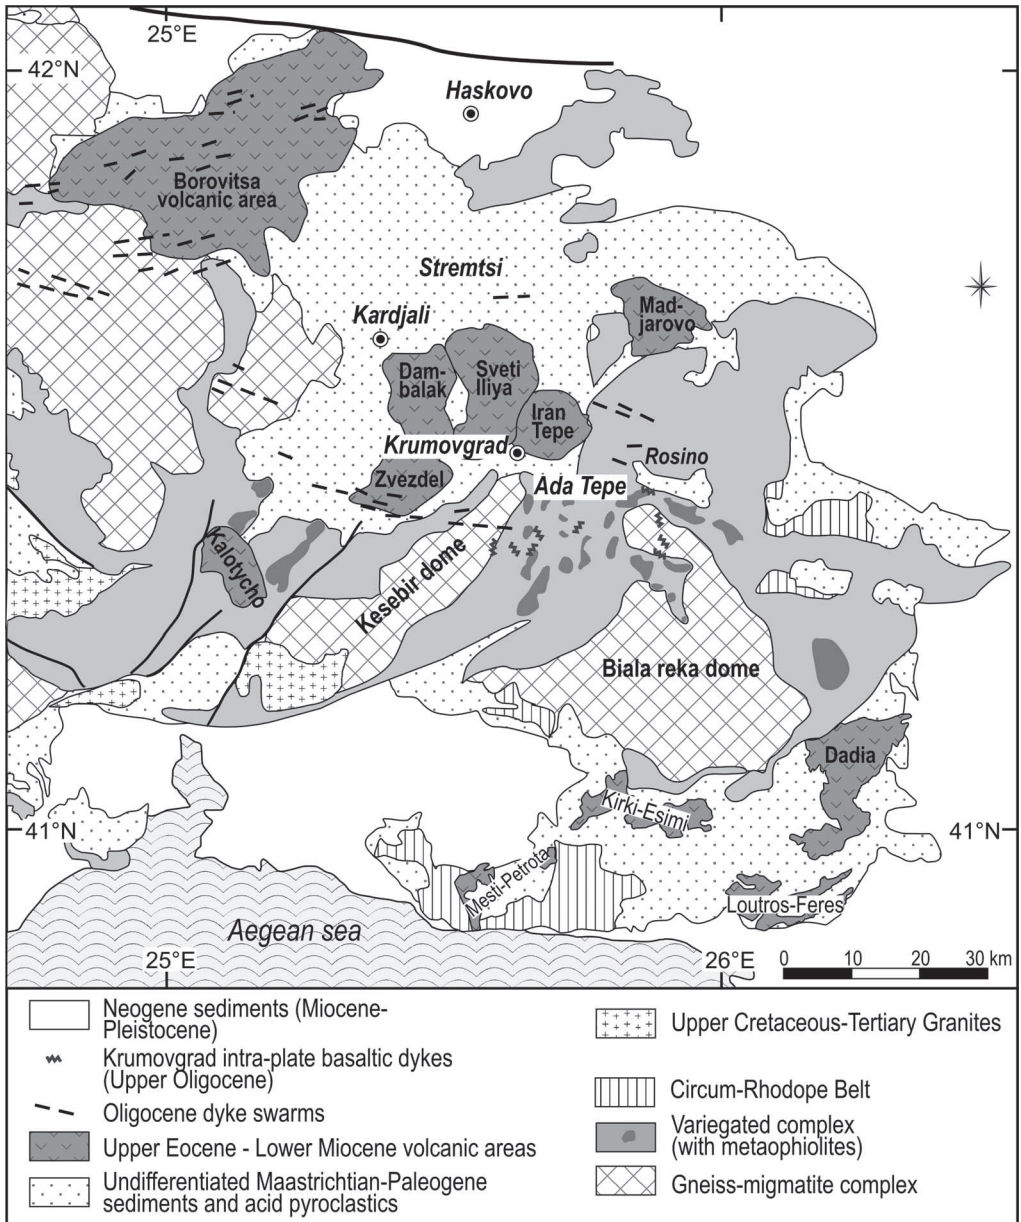 25°E
42°N
Haskovo
Borovitsa
volcanic area
Stremtsi
Mad-
jarovo
Kardjali
Dam-
balak
Sveti
Iliya
Iran
Tepe
Krumovgrad
Rosino
Zvezdel
Ada Tepe
Kalotycho
Kesebir dome
Biala reka dome
Dadia
Kirki-Esimi
41°N
41°N
Mesti-Petrota
Loutros-Feres
Aegean sea
25°E
26°E
0 10 20 30 km
Neogene sediments (Miocene-
Pleistocene)
Krumovgrad intra-plate basaltic dykes
(Upper Oligocene)
Oligocene dyke swarms
Upper Eocene - Lower Miocene volcanic areas
Undifferentiated Maastrichtian-Paleogene
sediments and acid pyroclastics
Upper Cretaceous-Tertiary Granites
Circum-Rhodope Belt
Variegated complex
(with metaophiolites)
Gneiss-migmatite complex